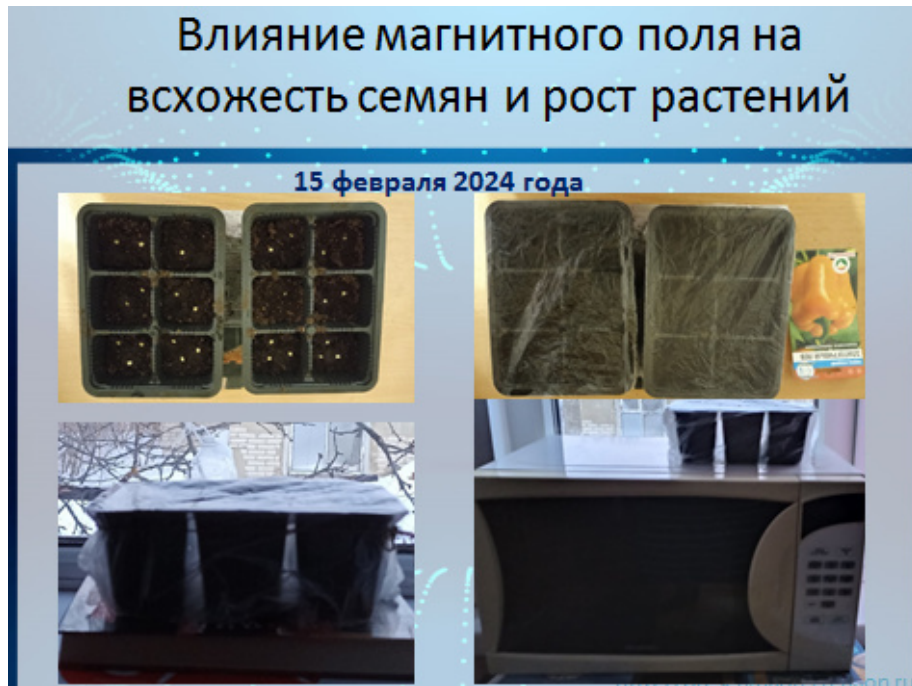 Влияние магнитного поля на
всхожесть семян и рост растений
15 февраля 2024 года